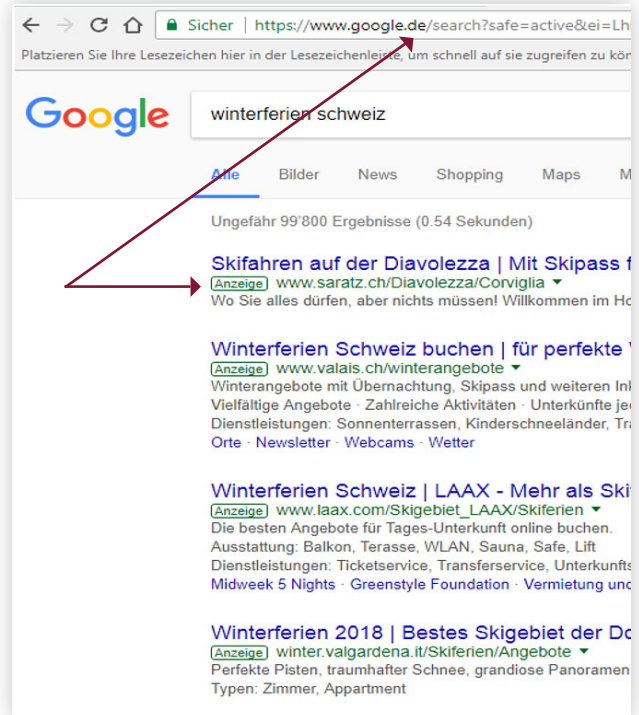 Sicher | https://www.google.de/search?safe=active&ei=Lh
Platzieren Sie Ihre Lesezeichen hier in der Lesezeichenleiste, um schnell auf sie zugreifen zu kön
Google winterferien schweiz
Alle Bilder News Shopping Maps M
Ungefähr 99'800 Ergebnisse (0.54 Sekunden)
Skifahren auf der Diavolezza | Mit Skipass f
Anzeige www.saratz.ch/Diavolezza/Corviglia
Wo Sie alles dürfen, aber nichts müssen! Willkommen im Ho
Winterferien Schweiz buchen | für perfekte
Anzeige www.valais.ch/winterangebote
Winterangebote mit Übernachtung, Skipass und weiteren Ink
Vielfältige Angebote · Zahlreiche Aktivitäten · Unterkünfte je
Dienstleistungen: Sonnenterrassen, Kinderschneeländer, Tra
Orte · Newsletter · Webcams · Wetter
Winterferien Schweiz | LAAX - Mehr als Ski
Anzeige www.laax.com/Skigebiet_LAAX/Skiferien
Die besten Angebote für Tages-Unterkunft online buchen.
Ausstattung: Balkon, Terasse, WLAN, Sauna, Safe, Lift
Dienstleistungen: Ticketservice, Transferservice, Unterkunfts
Midweek 5 Nights · Greenstyle Foundation · Vermietung und
Winterferien 2018 | Bestes Skigebiet der Do
Anzeige winter.valgardena.it/Skiferien/Angebote
Perfekte Pisten, traumhafter Schnee, grandiose Panoramen
Typen: Zimmer, Appartment